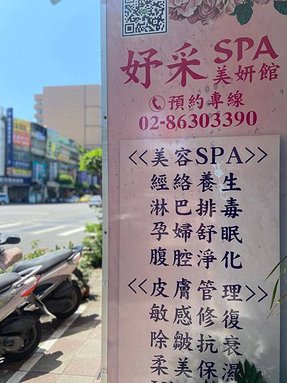 好采 SPA
美妍館
預約專線
02-86303390
<<美容SPA>>
經絡養生
淋巴排毒
孕婦舒眠
腹腔淨化
<<皮膚管理>>
敏感修復
除皺抗衰
柔美保濕